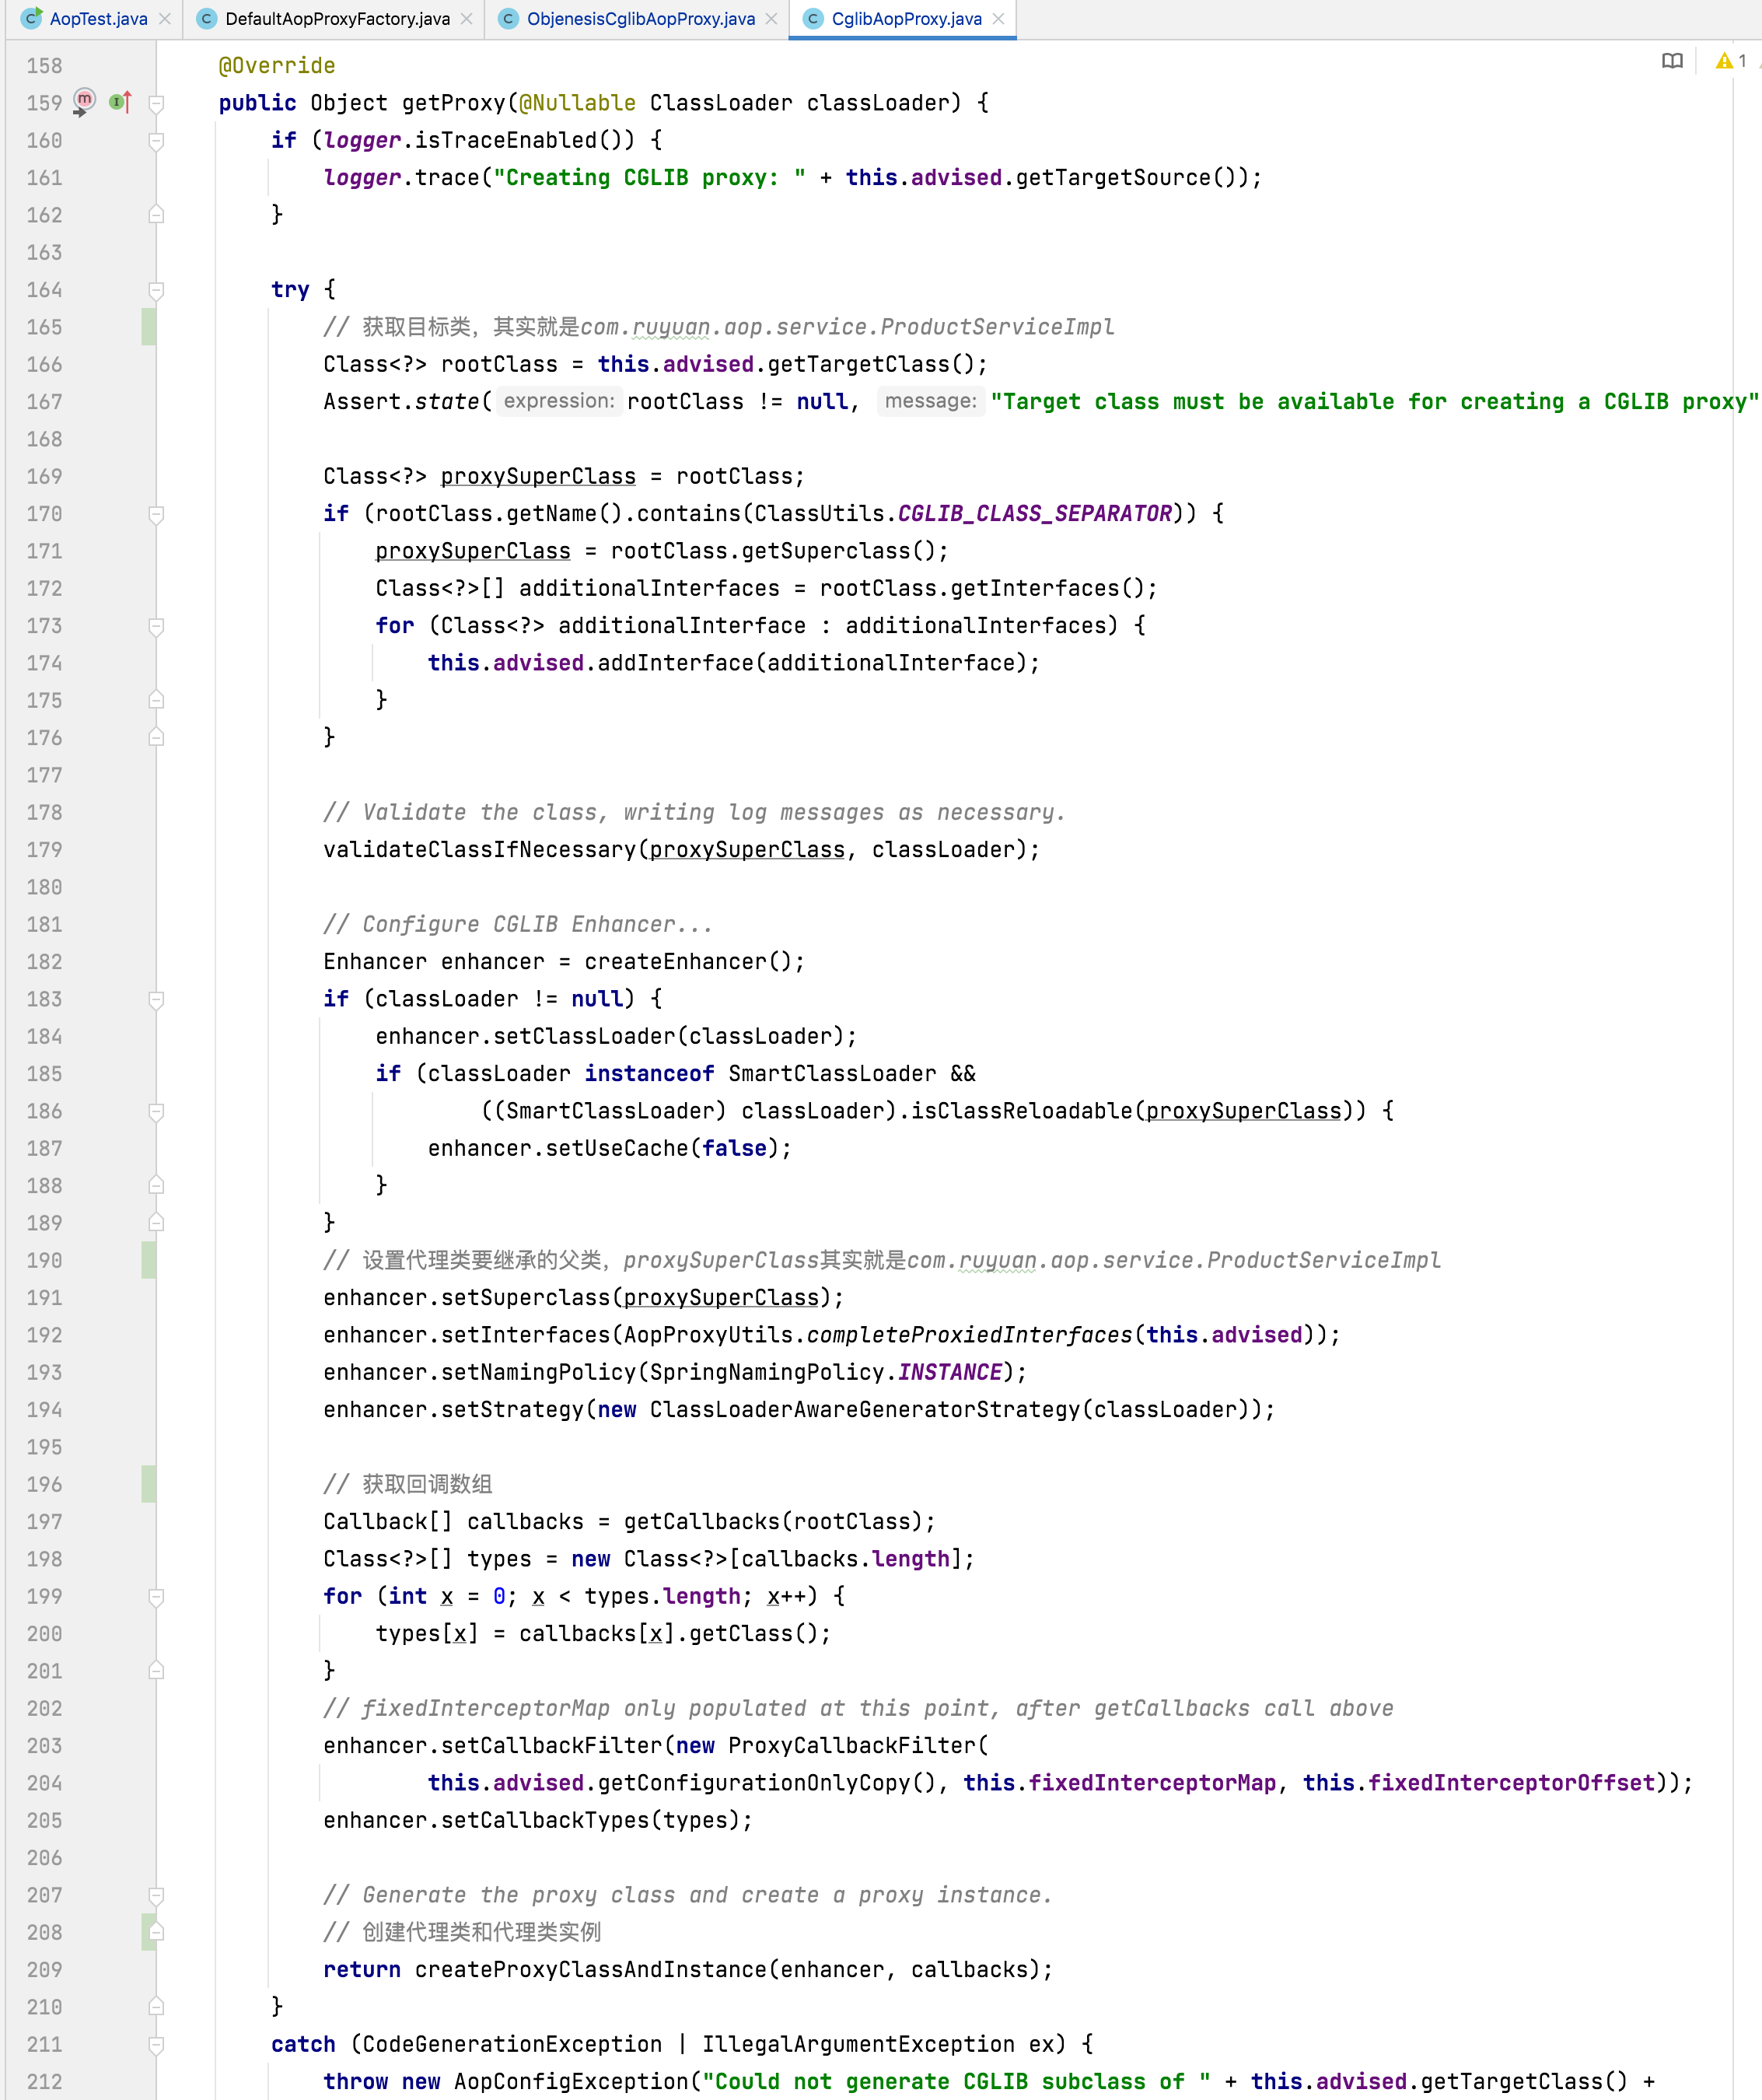 AopTest.java DefaultAopProxyFactory.java ObjenesisCglibAopProxy.java CglibAopProxy.java
158 @Override 1
159 public Object getProxy(@Nullable ClassLoader classLoader) {
160 if (logger.isTraceEnabled()) {
161 logger.trace("Creating CGLIB proxy: " + this.advised.getTargetSource());
162 }
163
164 try {
165 // 获取目标类，其实就是com.ruyuan.aop.service.ProductServiceImpl
166 Class<?> rootClass = this.advised.getTargetClass();
167 Assert.state( expression: rootClass != null, message: "Target class must be available for creating a CGLIB proxy"
168
169 Class<?> proxySuperClass = rootClass;
170 if (rootClass.getName().contains(ClassUtils.CGLIB_CLASS_SEPARATOR)) {
171 proxySuperClass = rootClass.getSuperclass();
172 Class<?>[] additionalInterfaces = rootClass.getInterfaces();
173 for (Class<?> additionalInterface : additionalInterfaces) {
174 this.advised.addInterface(additionalInterface);
175 }
176 }
177
178 // Validate the class, writing log messages as necessary.
179 validateClassIfNecessary(proxySuperClass, classLoader);
180
181 // Configure CGLIB Enhancer...
182 Enhancer enhancer = createEnhancer();
183 if (classLoader != null) {
184 enhancer.setClassLoader(classLoader);
185 if (classLoader instanceof SmartClassLoader &&
186 ((SmartClassLoader) classLoader).isClassReloadable(proxySuperClass)) {
187 enhancer.setUseCache(false);
188 }
189 }
190 // 设置代理类要继承的父类，proxySuperClass其实就是com.ruyuan.aop.service.ProductServiceImpl
191 enhancer.setSuperclass(proxySuperClass);
192 enhancer.setInterfaces(AopProxyUtils.completeProxiedInterfaces(this.advised));
193 enhancer.setNamingPolicy(SpringNamingPolicy.INSTANCE);
194 enhancer.setStrategy(new ClassLoaderAwareGeneratorStrategy(classLoader));
195
196 // 获取回调数组
197 Callback[] callbacks = getCallbacks(rootClass);
198 Class<?>[] types = new Class<?>[callbacks.length];
199 for (int x = 0; x < types.length; x++) {
200 types[x] = callbacks[x].getClass();
201 }
202 // fixedInterceptorMap only populated at this point, after getCallbacks call above
203 enhancer.setCallbackFilter(new ProxyCallbackFilter(
204 this.advised.getConfigurationOnlyCopy(), this.fixedInterceptorMap, this.fixedInterceptorOffset));
205 enhancer.setCallbackTypes(types);
206
207 // Generate the proxy class and create a proxy instance.
208 // 创建代理类和代理类实例
209 return createProxyClassAndInstance(enhancer, callbacks);
210 }
211 catch (CodeGenerationException | IllegalArgumentException ex) {
212 throw new AopConfigException("Could not generate CGLIB subclass of " + this.advised.getTargetClass() +